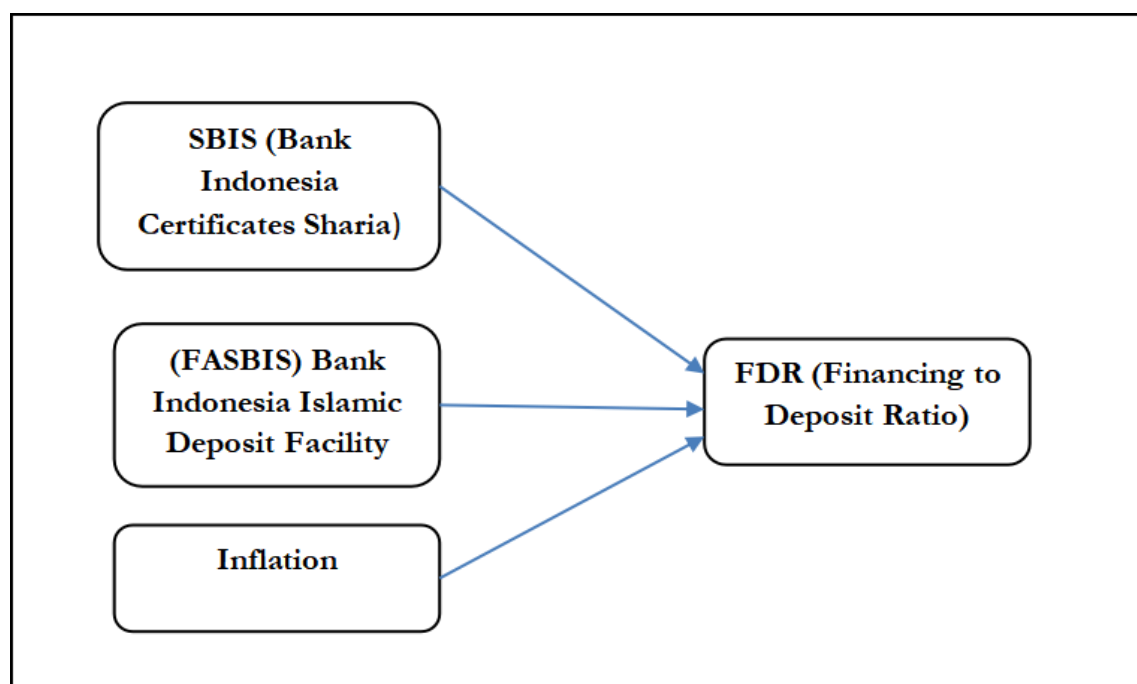 SBIS (Bank
Indonesia
Certificates Sharia)
(FASBIS) Bank
Indonesia Islamic
Deposit Facility
Inflation
FDR (Financing to
Deposit Ratio)